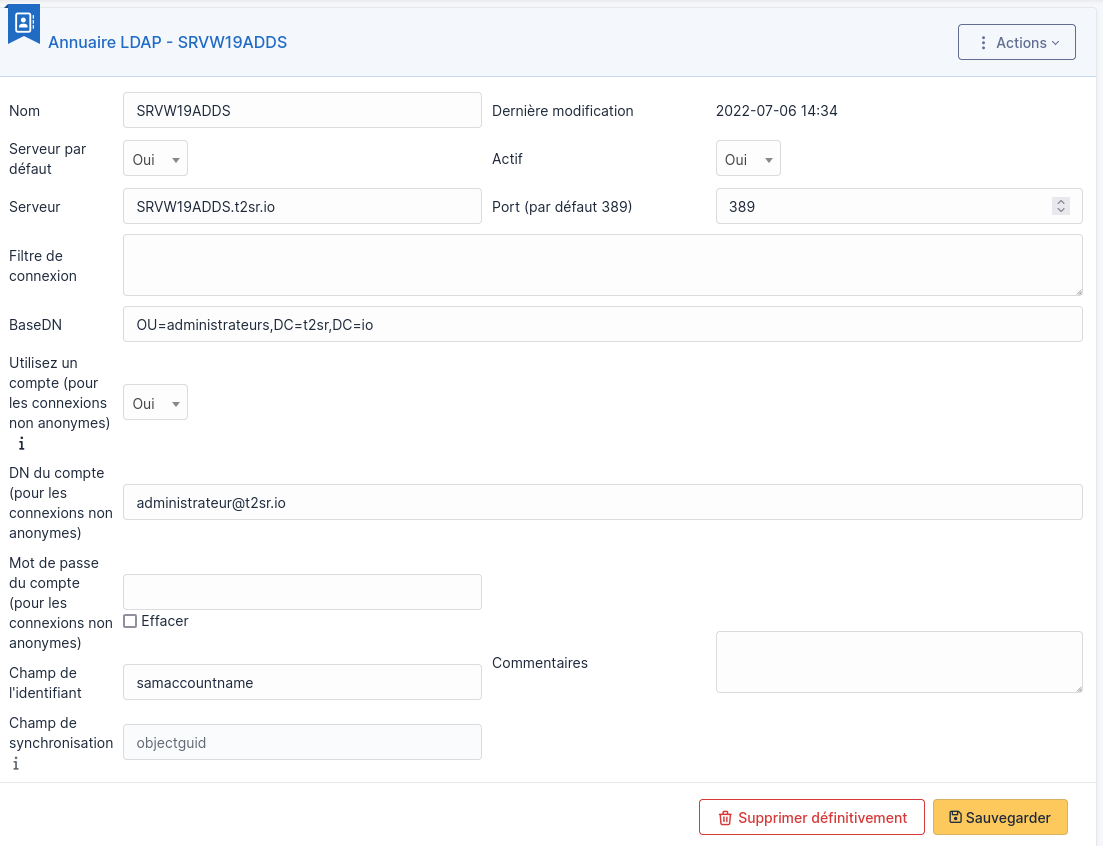 Annuaire LDAP - SRVW19ADDS
Actions
Nom
SRVW19ADDS
Dernière modification
2022-07-06 14:34
Serveur par
défaut
Oui
Actif
Oui
Serveur
SRVW19ADDS.t2sr.io
Port (par défaut 389)
389
Filtre de
connexion
BaseDN
OU=administrateurs,DC=t2sr,DC=io
Utilisez un
compte (pour
les connexions
non anonymes)
Oui
DN du compte
(pour les
connexions non
anonymes)
administrateur@t2sr.io
Mot de passe
du compte
(pour les
connexions non
anonymes)
Effacer
Commentaires
Champ de
l'identifiant
samaccountname
Champ de
synchronisation
objectguid
Supprimer définitivement
Sauvegarder